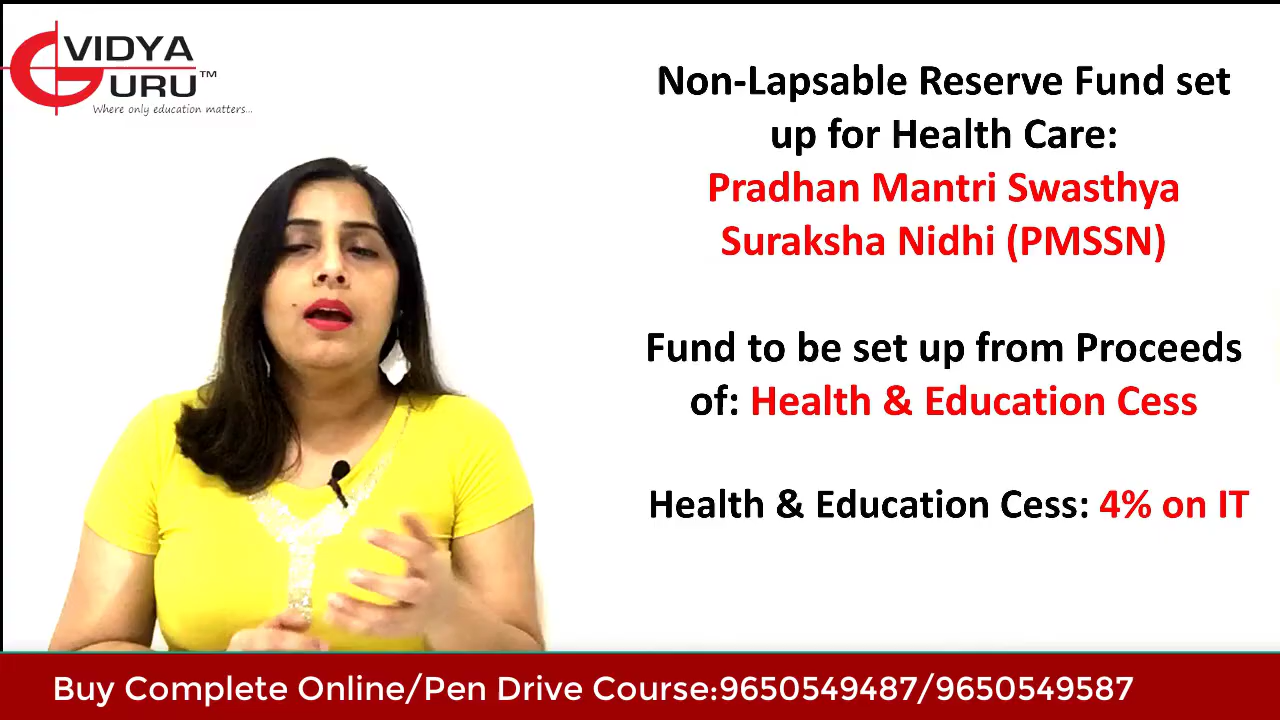 VIDYA
GURU™
Where only education matters...
Non-Lapsable Reserve Fund set
up for Health Care:
Pradhan Mantri Swasthya
Suraksha Nidhi (PMSSN)
Fund to be set up from Proceeds
of: Health & Education Cess
Health & Education Cess: 4% on IT
Buy Complete Online/Pen Drive Course:9650549487/9650549587